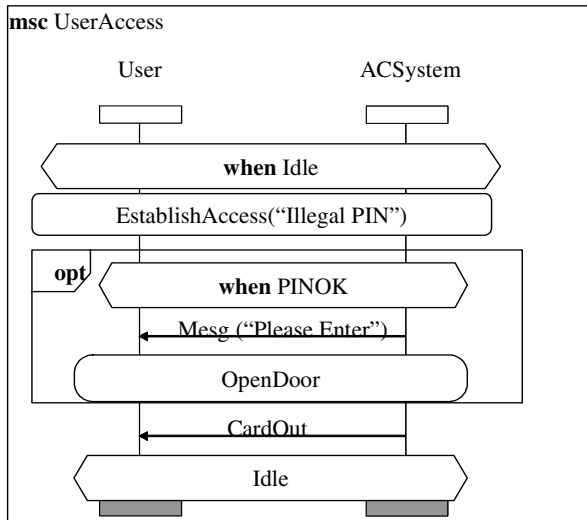 msc UserAccess
User ACSystem
when Idle
EstablishAccess(“Illegal PIN”)
opt
when PINOK
Mesg (“Please Enter”)
OpenDoor
CardOut
Idle